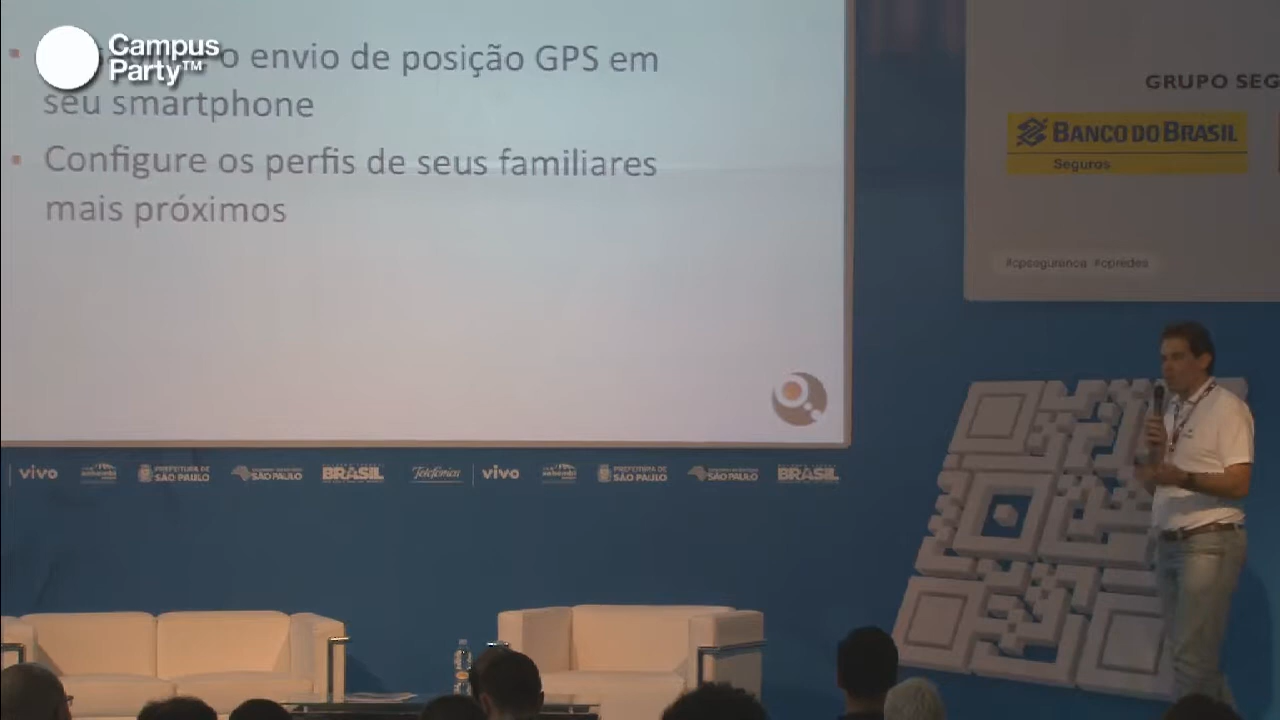 Campus
Party™
o envio de posição GPS em
seu smartphone
Configure os perfis de seus familiares
mais próximos
GRUPO SEG
BANCO DO BRASIL
Seguros
#cpseguranca #cpredes
vivo
PREFEITURA DE
SÃO PAULO
SÃO PAULO
BRASIL
Telefónica
vivo
PREFEITURA DE
SÃO PAULO
SÃO PAULO
BRASIL